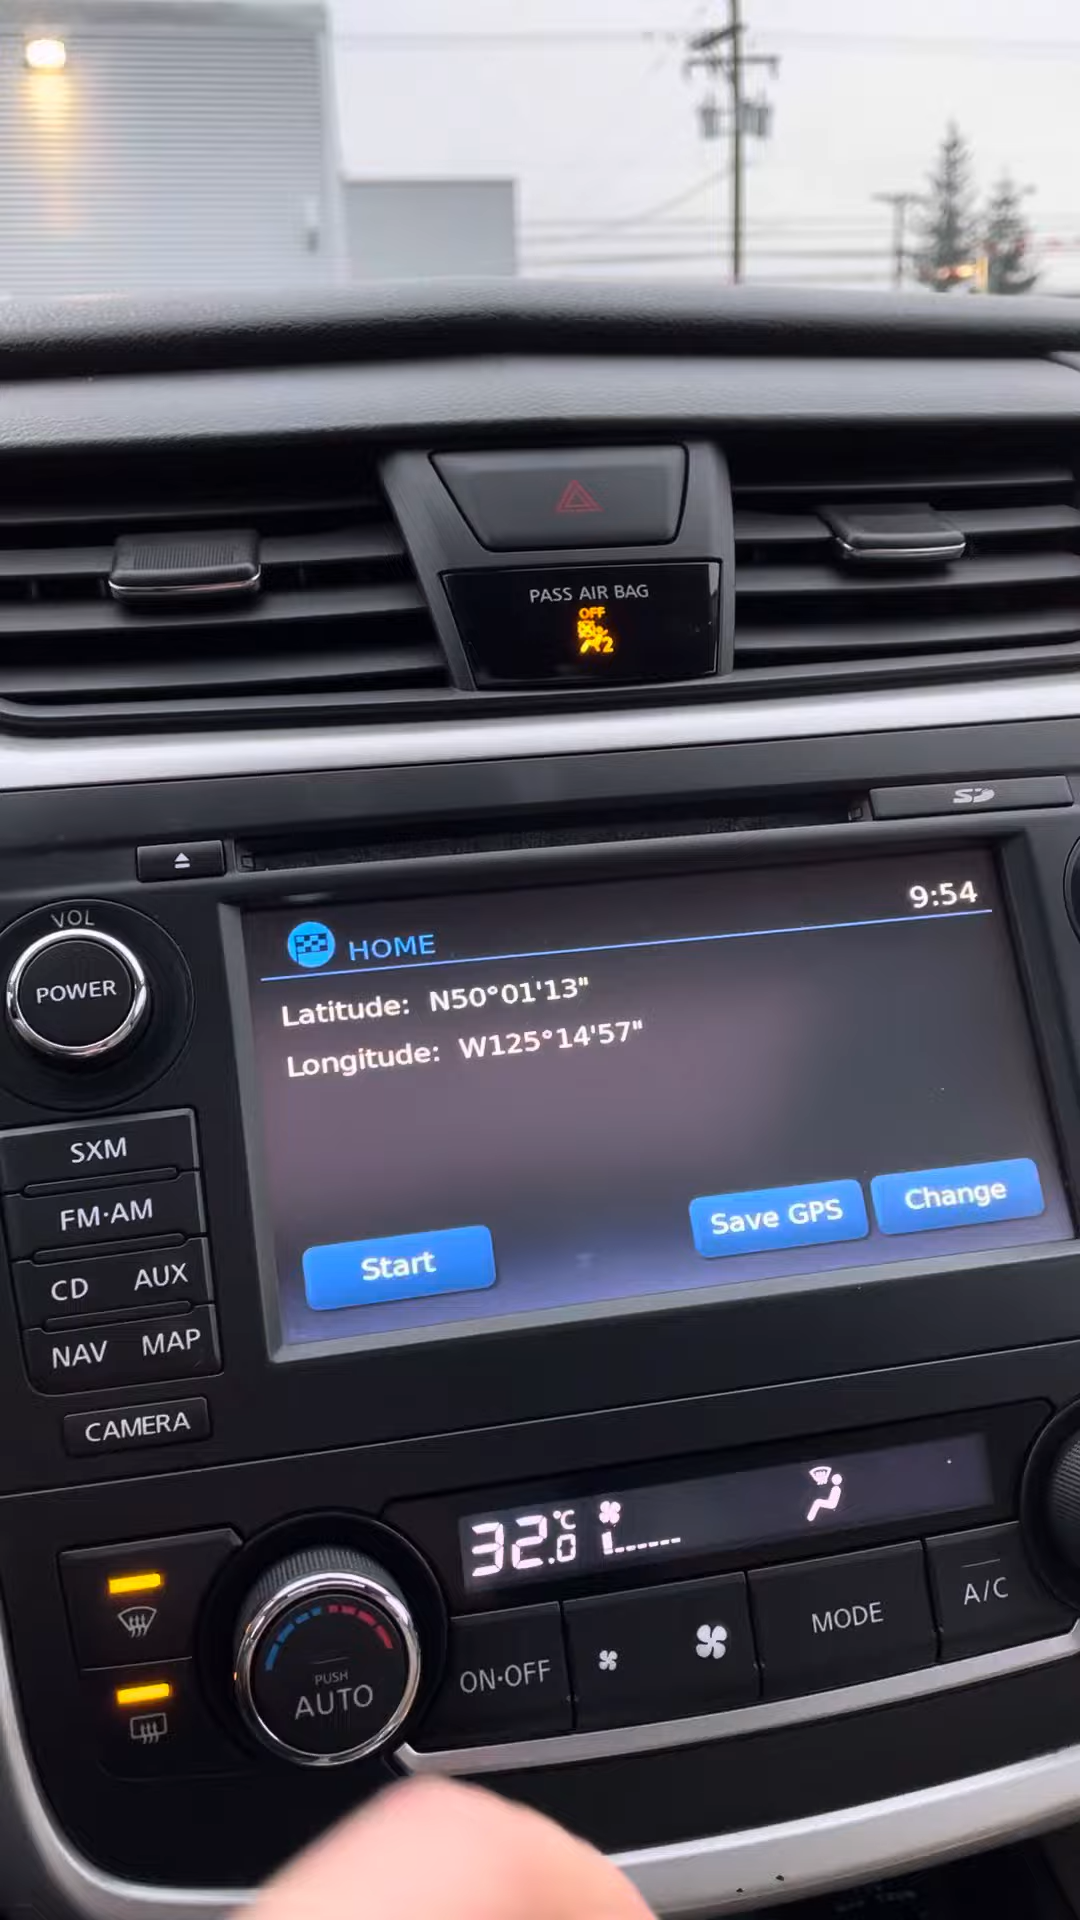 PASS AIR BAG
OFF
2
SD
VOL
POWER
9:54
HOME
Latitude: N50°01'13"
Longitude: W125°14'57"
Start
Save GPS
Change
SXM
FM·AM
CD AUX
NAV MAP
CAMERA
32.0 °C
PUSH
AUTO
ON·OFF
MODE
A/C